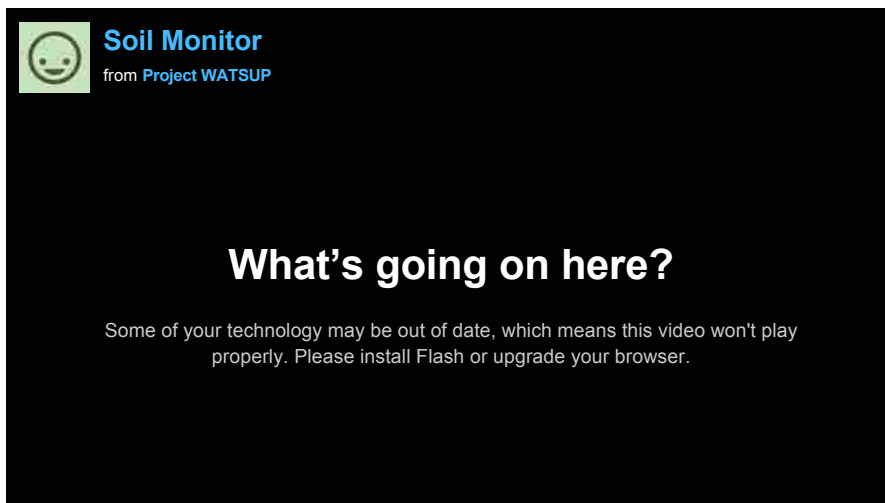 Soil Monitor
from Project WATSUP
What’s going on here?
Some of your technology may be out of date, which means this video won't play
properly. Please install Flash or upgrade your browser.